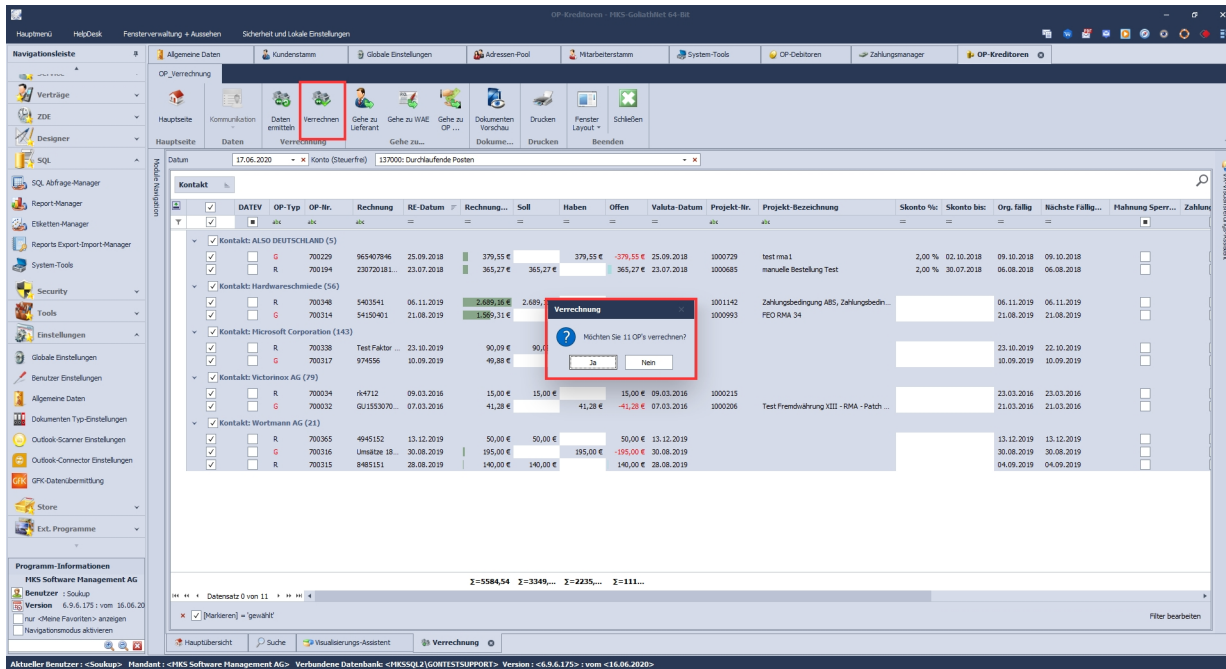 OP-Kreditoren - MKS-GoliathNet 64-Bit
Hauptmenü HelpDesk Fensterverwaltung + Aussehen Sicherheit und Lokale Einstellungen
Navigationsleiste
Allgemeine Daten Kundenstamm Globale Einstellungen Adressen-Pool Mitarbeiterstamm System-Tools OP-Debitoren Zahlungsmanager OP-Kreditoren
Verträge
ZDE
Designer
SQL
SQL Abfrage-Manager
Report-Manager
Etiketten-Manager
Reports Export-Import-Manager
System-Tools
Security
Tools
Einstellungen
Globale Einstellungen
Benutzer Einstellungen
Allgemeine Daten
Dokumenten Typ-Einstellungen
Outlook-Scanner Einstellungen
Outlook-Connector Einstellungen
GFK GFK-Datenübermittlung
Store
Ext. Programme
Programm-Informationen
MKS Software Management AG
Benutzer : Soukup
Version 6.9.6.175 : vom 16.06.20
nur <Meine Favoriten> anzeigen
Navigationsmodus aktivieren
OP_Verrechnung
Hauptseite Kommunikation Daten ermitteln Verrechnen Gehe zu Lieferant Gehe zu WAE Gehe zu OP ... Dokumenten Vorschau Drucken Fenster Layout Schließen
Hauptseite Daten Verrechnung Gehe zu... Dokume... Drucken Beenden
Module Navigation
Datum 17.06.2020 Konto (Steuerfrei) 137000: Durchlaufende Posten
Kontakt
DATEV OP-Typ OP-Nr. Rechnung RE-Datum Rechnung... Soll Haben Offen Valuta-Datum Projekt-Nr. Projekt-Bezeichnung Skonto %: Skonto bis: Org. fällig Nächste Fällig... Mahnung Sperr... Zahlung
Kontakt: ALSO DEUTSCHLAND (5)
G 700229 965407846 25.09.2018 379,55 € 379,55 € -379,55 € 25.09.2018 1000729 test rma1 2,00 % 02.10.2018 09.10.2018 09.10.2018
R 700194 230720181... 23.07.2018 365,27 € 365,27 € 365,27 € 23.07.2018 1000685 manuelle Bestellung Test 2,00 % 30.07.2018 06.08.2018 06.08.2018
Kontakt: Hardwareschmiede (56)
R 700348 5403541 06.11.2019 2.689,16 € 2.689, 1001142 Zahlungsbedingung ABS, Zahlungsbedin... 06.11.2019 06.11.2019
G 700314 54150401 21.08.2019 1.569,31 € 1000993 FEO RMA 34 21.08.2019 21.08.2019
Kontakt: Microsoft Corporation (143)
R 700338 Test Faktor ... 23.10.2019 90,09 € 90,0 23.10.2019 22.10.2019
G 700317 974556 10.09.2019 49,88 € 10.09.2019 10.09.2019
Kontakt: Victorinox AG (79)
R 700034 rk4712 09.03.2016 15,00 € 15,00 € 15,00 € 09.03.2016 1000215 23.03.2016 23.03.2016
G 700032 GU1553070... 07.03.2016 41,28 € 41,28 € -41,28 € 07.03.2016 1000206 Test Fremdwährung XIII - RMA - Patch ... 21.03.2016 21.03.2016
Kontakt: Wortmann AG (21)
R 700365 4945152 13.12.2019 50,00 € 50,00 € 50,00 € 13.12.2019 13.12.2019 13.12.2019
G 700316 Umsätze 18... 30.08.2019 195,00 € 195,00 € -195,00 € 30.08.2019 30.08.2019 30.08.2019
R 700315 8485151 28.08.2019 140,00 € 140,00 € 140,00 € 28.08.2019 04.09.2019 04.09.2019
Verrechnung
Möchten Sie 11 OP's verrechnen?
Ja Nein
Σ=5584,54 Σ=3349,... Σ=2235,... Σ=111...
Datensatz 0 von 11
[Markieren] = 'gewählt' Filter bearbeiten
Hauptübersicht Suche Visualisierungs-Assistent Verrechnung
Aktueller Benutzer : <Soukup> Mandant : <MKS Software Management AG> Verbundene Datenbank: <MKSSQL2\GONTESTSUPPORT> Version : <6.9.6.175> : vom <16.06.2020>